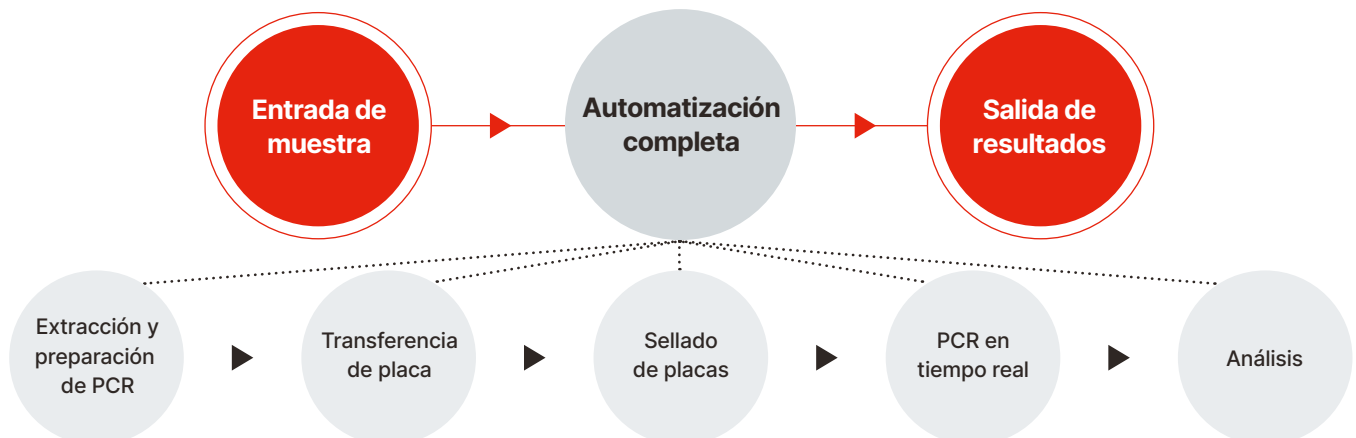 Entrada de
muestra
Automatización
completa
Salida de
resultados
Extracción y
preparación
de PCR
Transferencia
de placa
Sellado
de placas
PCR en
tiempo real
Análisis